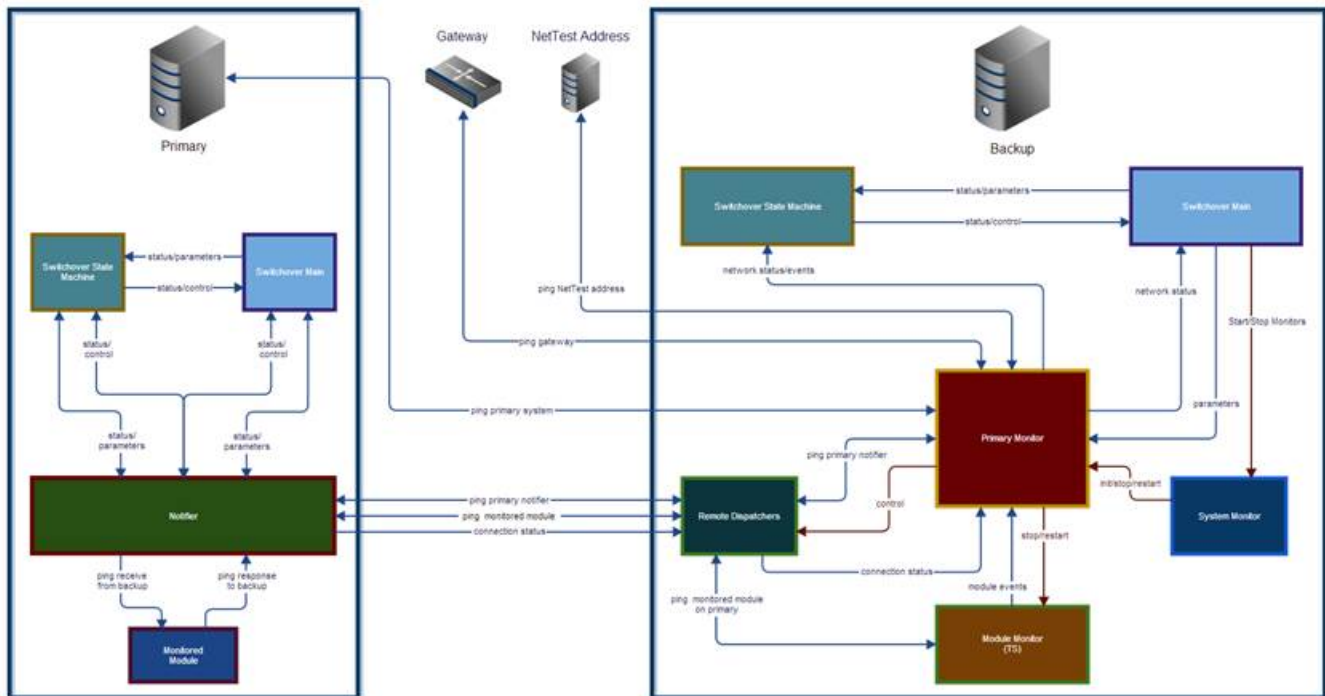 Gateway
NetTest Address
Primary
Backup
Switchover State Machine
status/parameters
status/control
Switchover Main
Switchover State
Machine
status/parameters
status/control
Switchover Main
network status/events
ping NetTest address
network status
Start/Stop Monitors
status/
control
status/
control
ping gateway
ping primary system
parameters
Primary Monitor
status/
parameters
status/
parameters
ping primary notifier
init/stop/restart
control
Notifier
ping primary notifier
ping monitored module
connection status
Remote Dispatchers
System Monitor
stop/restart
connection status
module events
ping receive
from backup
ping response
to backup
ping monitored module
on primary
Monitored
Module
Module Monitor
(TS)